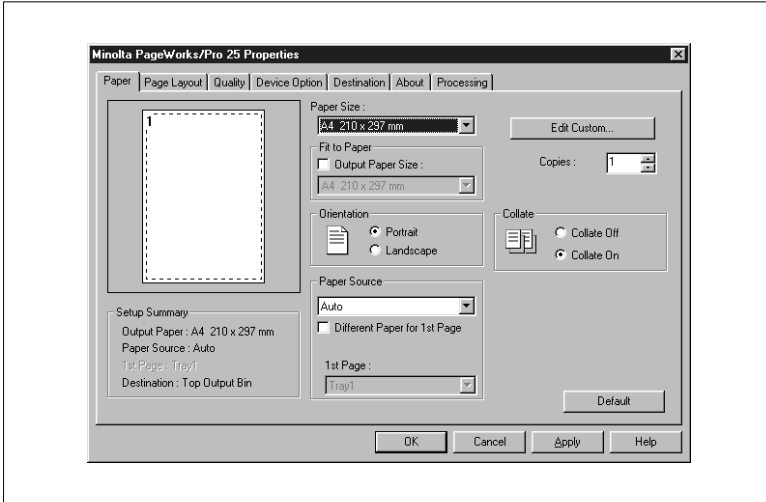 Minolta PageWorks/Pro 25 Properties
Paper Page Layout Quality Device Option Destination About Processing
1
Paper Size :
A4 210 x 297 mm
Edit Custom...
Fit to Paper
Output Paper Size :
A4 210 x 297 mm
Copies : 1
Orientation
Portrait
Landscape
Collate
Collate Off
Collate On
Paper Source
Auto
Different Paper for 1st Page
1st Page :
Tray1
Setup Summary
Output Paper : A4 210 x 297 mm
Paper Source : Auto
1st Page : Tray1
Destination : Top Output Bin
Default
OK Cancel Apply Help